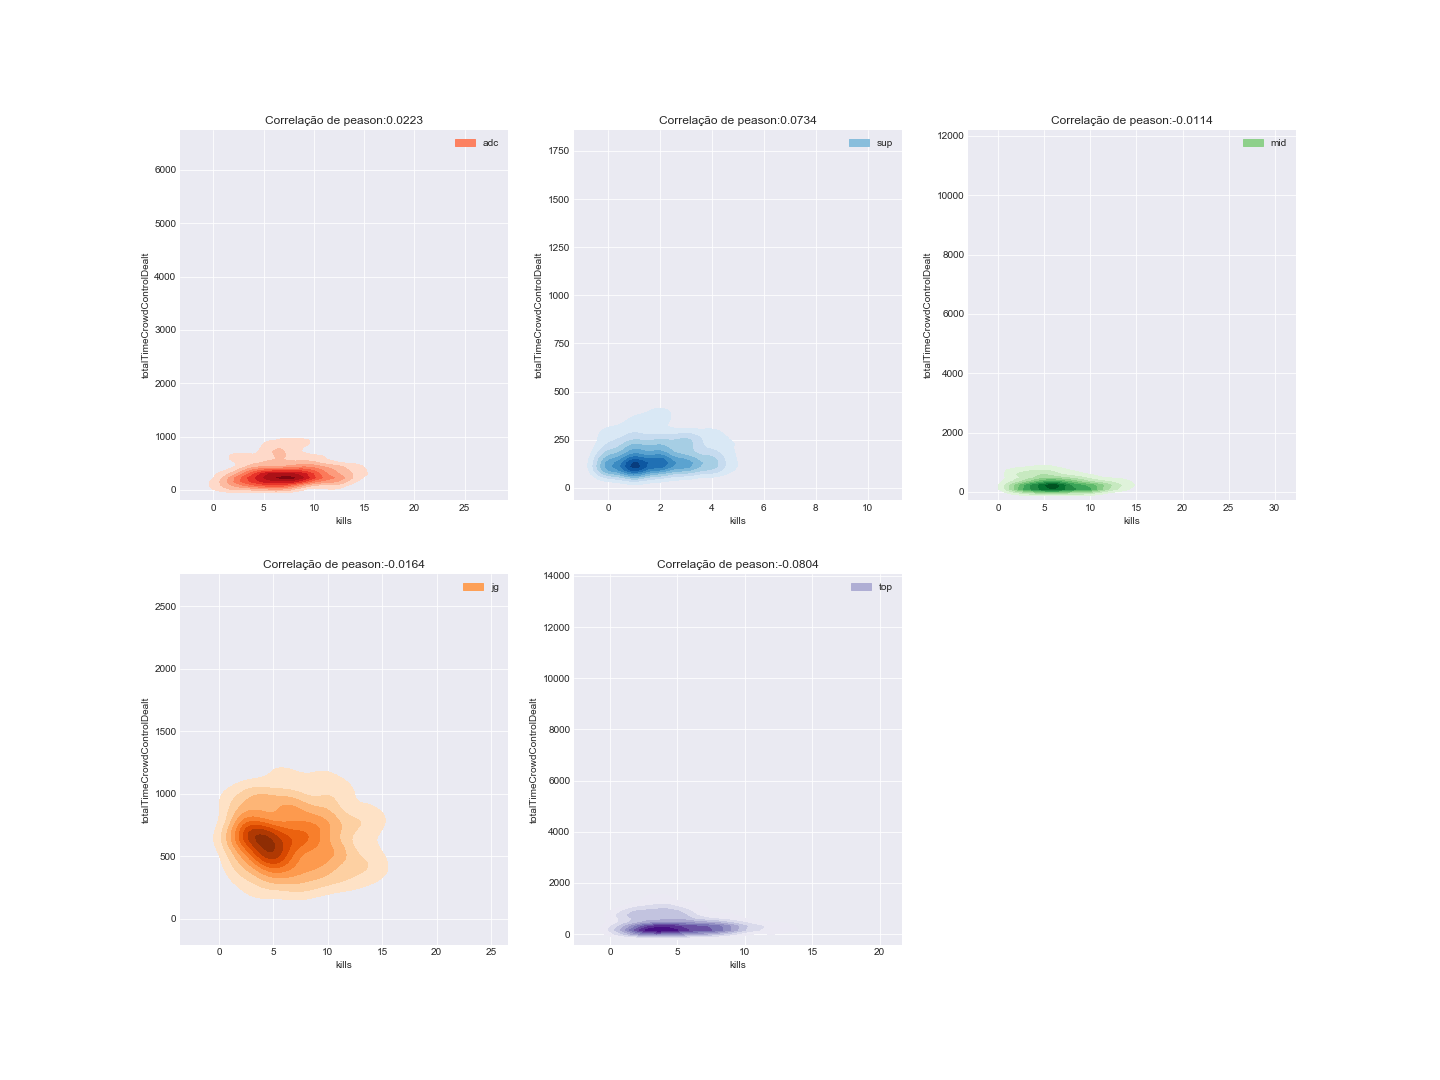 Correlação de peason:0.0223
adc
6000
5000
4000
3000
2000
1000
0
totalTimeCrowdControlDealt
0 5 10 15 20 25
kills
Correlação de peason:0.0734
sup
1750
1500
1250
1000
750
500
250
0
totalTimeCrowdControlDealt
0 2 4 6 8 10
kills
Correlação de peason:-0.0114
mid
12000
10000
8000
6000
4000
2000
0
totalTimeCrowdControlDealt
0 5 10 15 20 25 30
kills
Correlação de peason:-0.0164
jg
2500
2000
1500
1000
500
0
totalTimeCrowdControlDealt
0 5 10 15 20 25
kills
Correlação de peason:-0.0804
top
14000
12000
10000
8000
6000
4000
2000
0
totalTimeCrowdControlDealt
0 5 10 15 20
kills